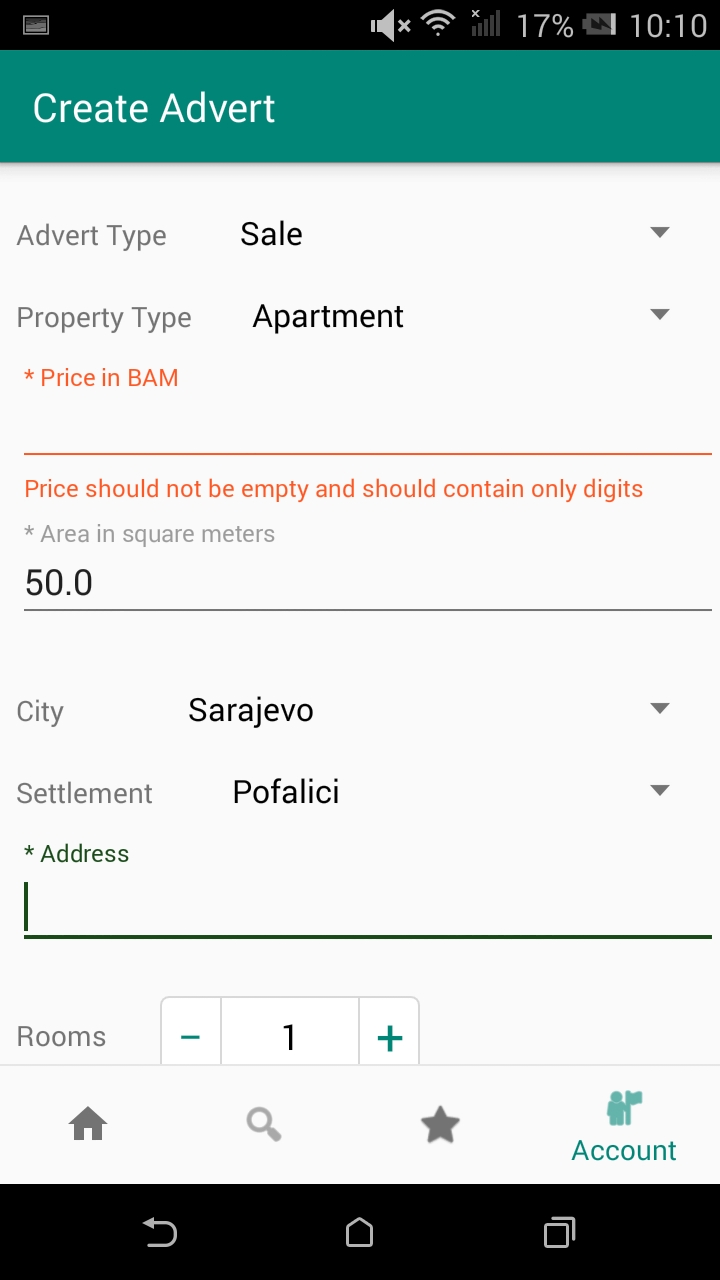 17% 10:10
Create Advert
Advert Type Sale
Property Type Apartment
* Price in BAM
Price should not be empty and should contain only digits
* Area in square meters
50.0
City Sarajevo
Settlement Pofalici
* Address
Rooms − 1 +
Account